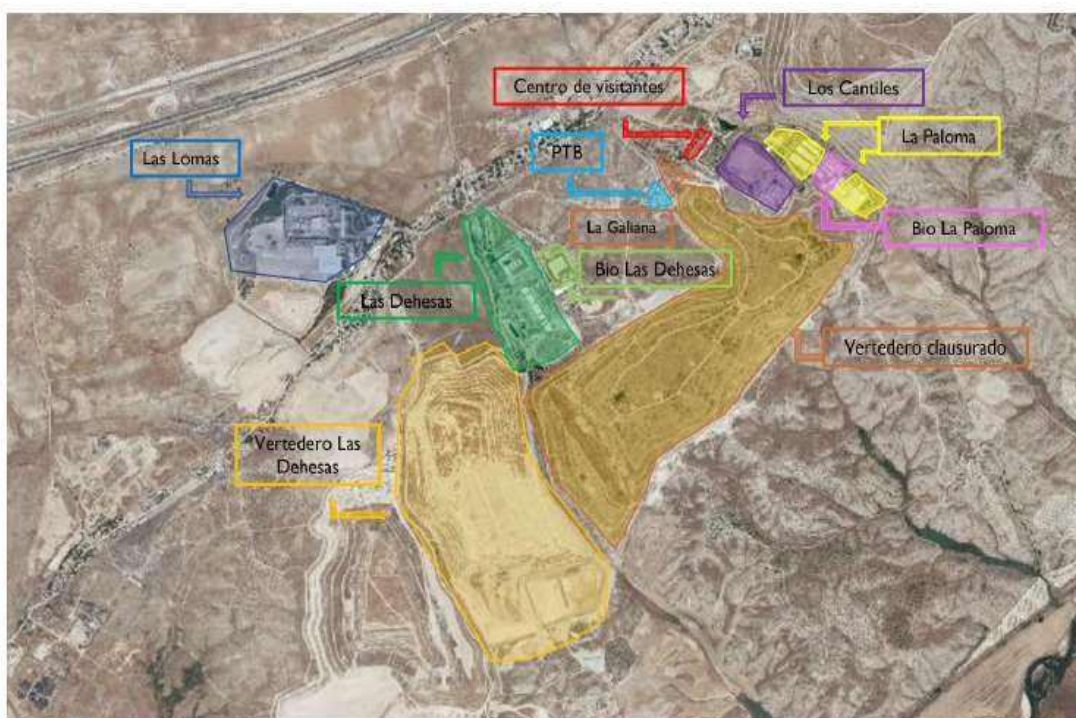 Centro de visitantes
Los Cantiles
La Paloma
Las Lomas
PTB
La Galiana
Bio La Paloma
Bio Las Dehesas
Las Dehesas
Vertedero clausurado
Vertedero Las
Dehesas